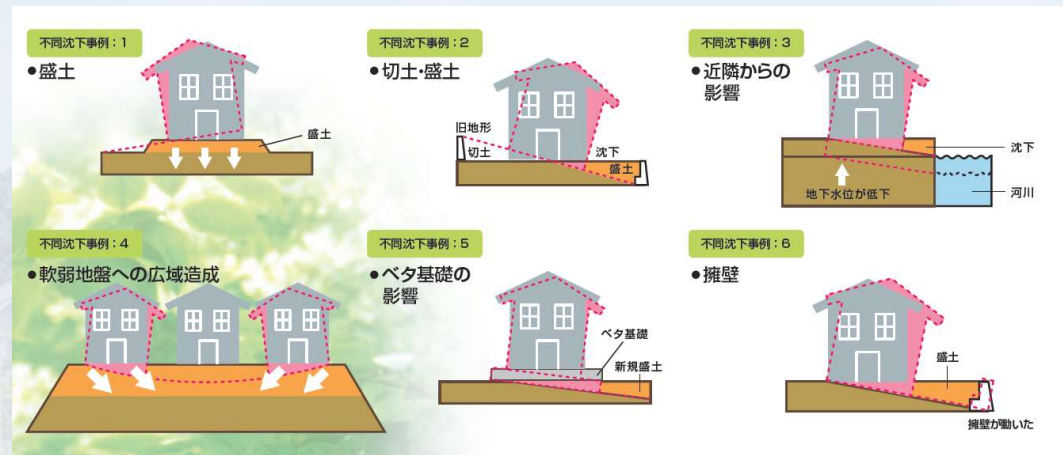 不同沈下事例：1
●盛土
盛土
不同沈下事例：2
●切土・盛土
旧地形
切土
沈下
盛土
不同沈下事例：3
●近隣からの
影響
沈下
地下水位が低下
河川
不同沈下事例：4
●軟弱地盤への広域造成
不同沈下事例：5
●ベタ基礎の
影響
ベタ基礎
新規盛土
不同沈下事例：6
●擁壁
盛土
擁壁が動いた